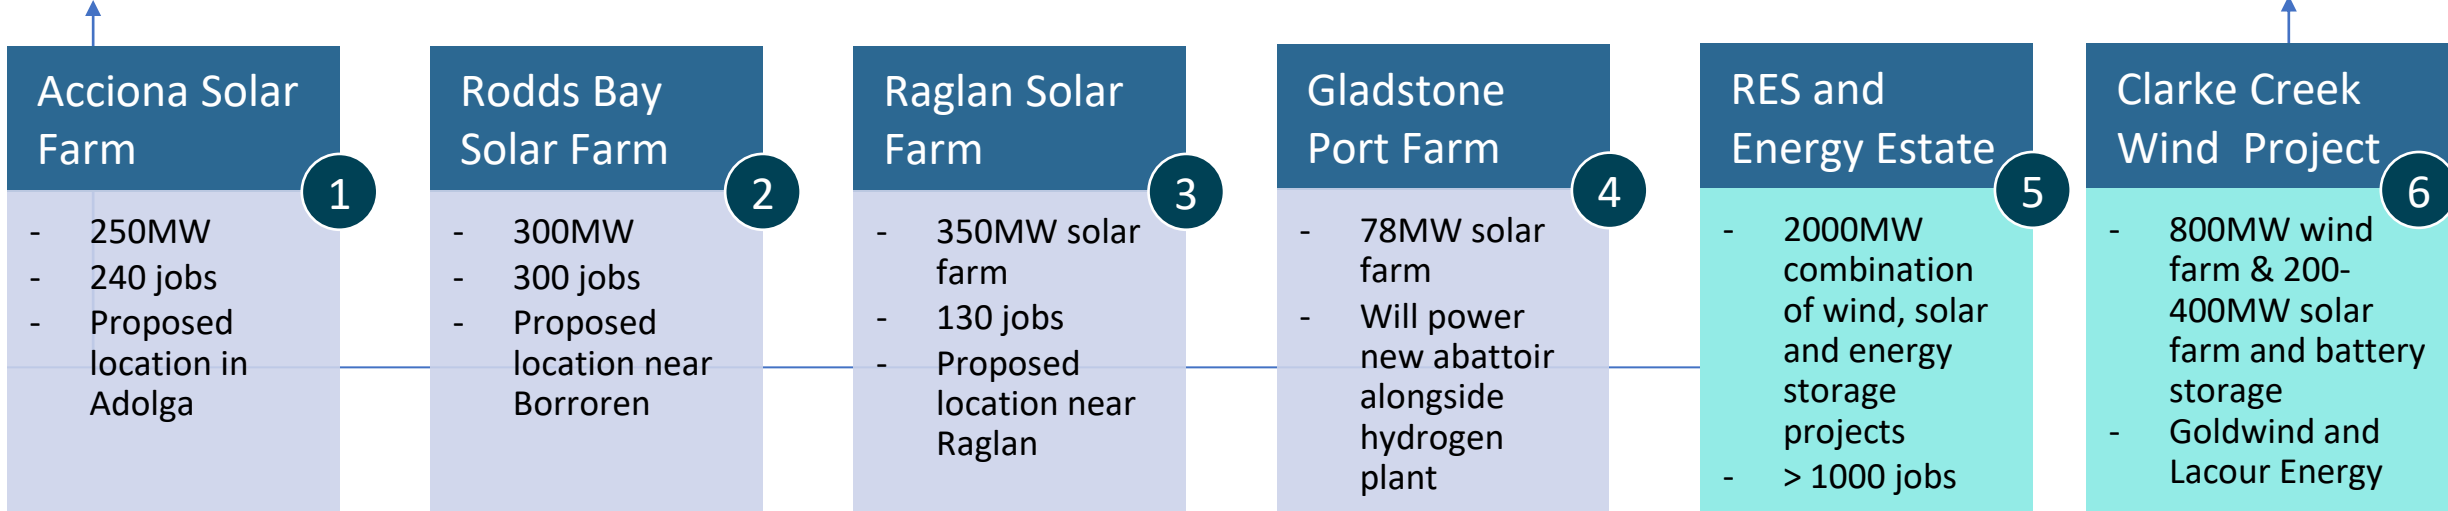 Acciona Solar
Farm
1
- 250MW
- 240 jobs
- Proposed
location in
Adolga
Rodds Bay
Solar Farm
2
- 300MW
- 300 jobs
- Proposed
location near
Borroren
Raglan Solar
Farm
3
- 350MW solar
farm
- 130 jobs
- Proposed
location near
Raglan
Gladstone
Port Farm
4
- 78MW solar
farm
- Will power
new abattoir
alongside
hydrogen
plant
RES and
Energy Estate
5
- 2000MW
combination
of wind, solar
and energy
storage
projects
- > 1000 jobs
Clarke Creek
Wind Project
6
- 800MW wind
farm & 200-
400MW solar
farm and battery
storage
- Goldwind and
Lacour Energy